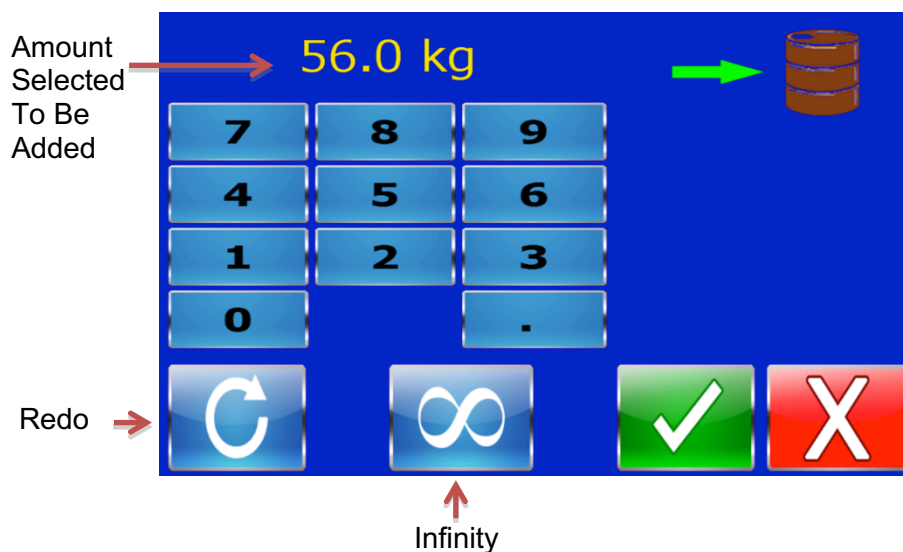 Amount
Selected
To Be
Added
56.0 kg
7 8 9
4 5 6
1 2 3
0 .
Redo
Infinity